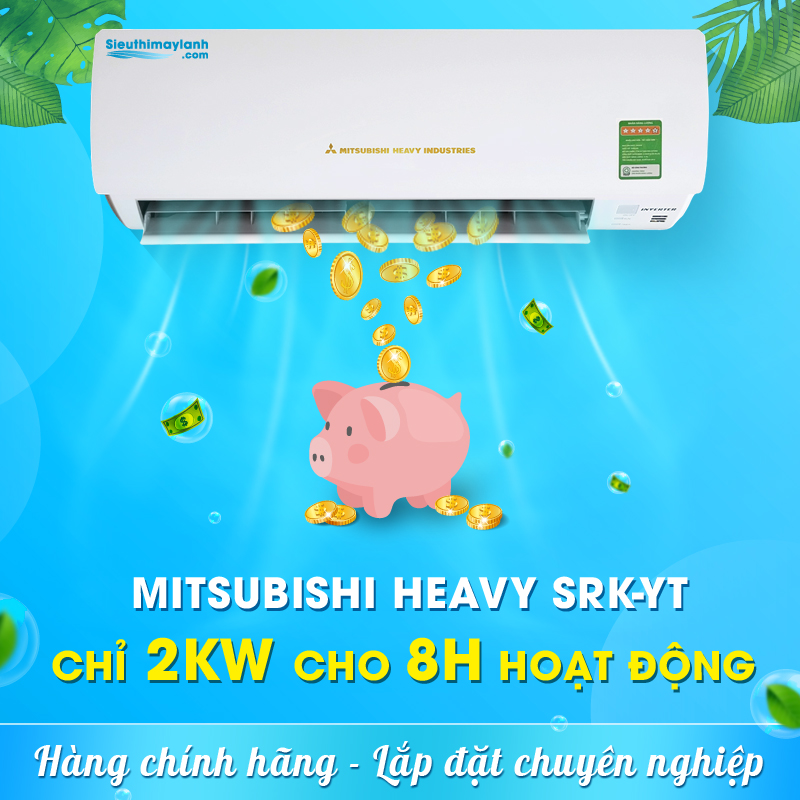 Sieuthimaylanh
.com
MITSUBISHI HEAVY INDUSTRIES
INVERTER
MITSUBISHI HEAVY SRK-YT
CHỈ 2KW CHO 8H HOẠT ĐỘNG
Hàng chính hãng - Lắp đặt chuyên nghiệp